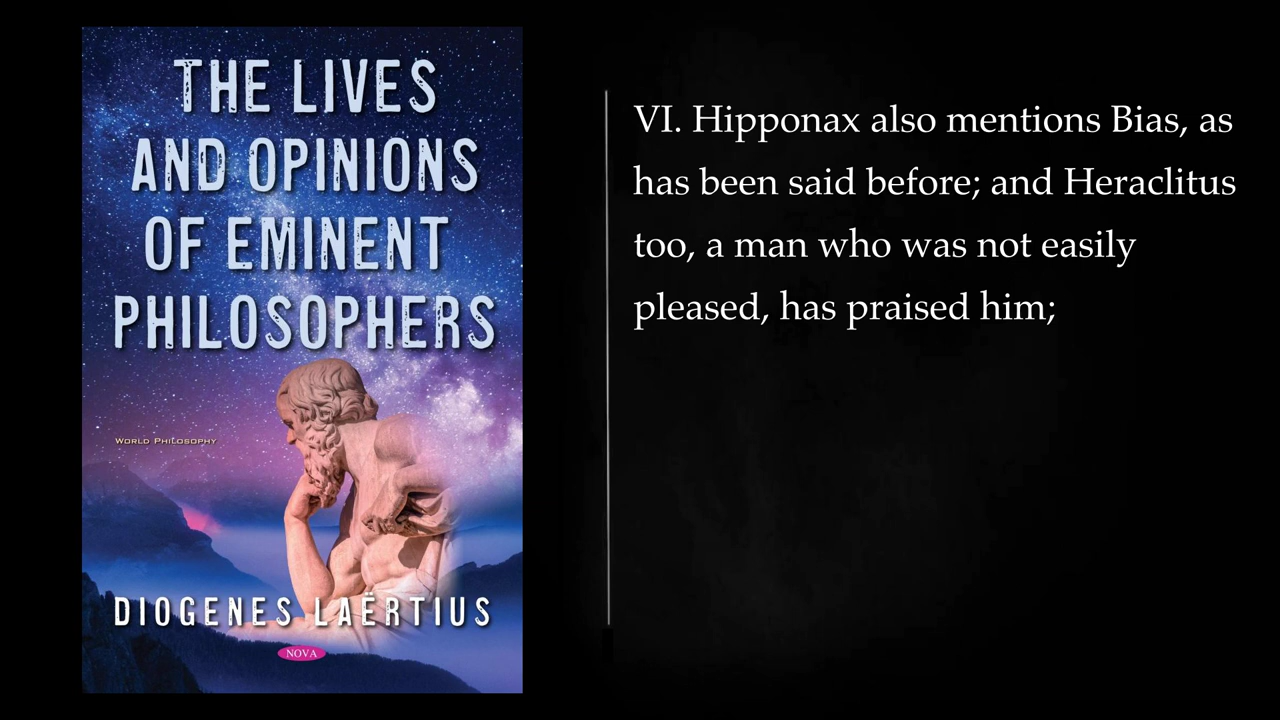 THE LIVES
AND OPINIONS
OF EMINENT
PHILOSOPHERS
WORLD PHILOSOPHY
DIOGENES LAËRTIUS
NOVA
VI. Hipponax also mentions Bias, as
has been said before; and Heraclitus
too, a man who was not easily
pleased, has praised him;